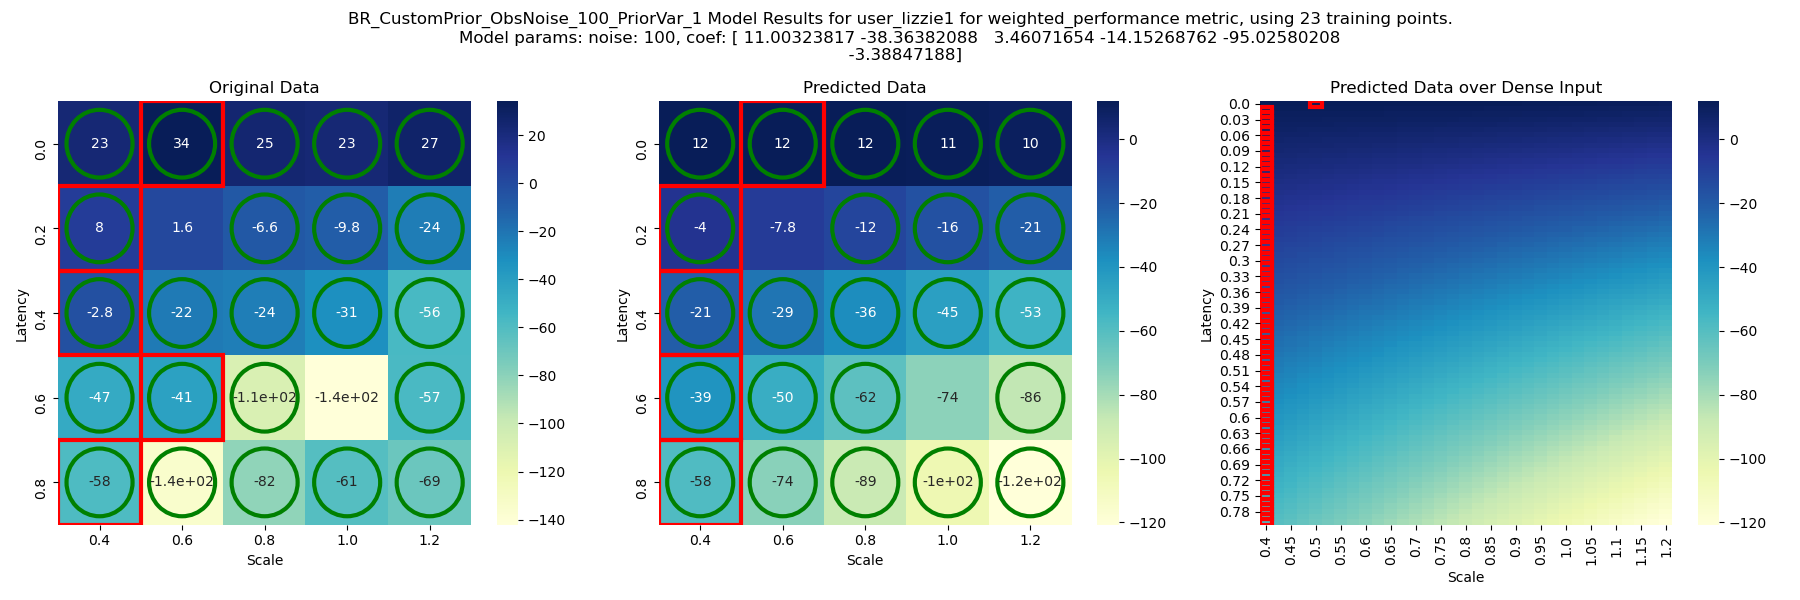 BR_CustomPrior_ObsNoise_100_PriorVar_1 Model Results for user_lizzie1 for weighted_performance metric, using 23 training points.
Model params: noise: 100, coef: [ 11.00323817 -38.36382088   3.46071654 -14.15268762 -95.02580208
-3.38847188]
Original Data
0.0 23 34 25 23 27
0.2 8 1.6 -6.6 -9.8 -24
0.4 -2.8 -22 -24 -31 -56
0.6 -47 -41 -1.1e+02 -1.4e+02 -57
0.8 -58 -1.4e+02 -82 -61 -69
0.4 0.6 0.8 1.0 1.2
Scale
Latency
20
0
−20
−40
−60
−80
−100
−120
−140
Predicted Data
0.0 12 12 12 11 10
0.2 -4 -7.8 -12 -16 -21
0.4 -21 -29 -36 -45 -53
0.6 -39 -50 -62 -74 -86
0.8 -58 -74 -89 -1e+02 -1.2e+02
0.4 0.6 0.8 1.0 1.2
Scale
Latency
0
−20
−40
−60
−80
−100
−120
Predicted Data over Dense Input
0.0
0.03
0.06
0.09
0.12
0.15
0.18
0.21
0.24
0.27
0.3
0.33
0.36
0.39
0.42
0.45
0.48
0.51
0.54
0.57
0.6
0.63
0.66
0.69
0.72
0.75
0.78
0.4 0.45 0.5 0.55 0.6 0.65 0.7 0.75 0.8 0.85 0.9 0.95 1.0 1.05 1.1 1.15 1.2
Scale
Latency
0
−20
−40
−60
−80
−100
−120